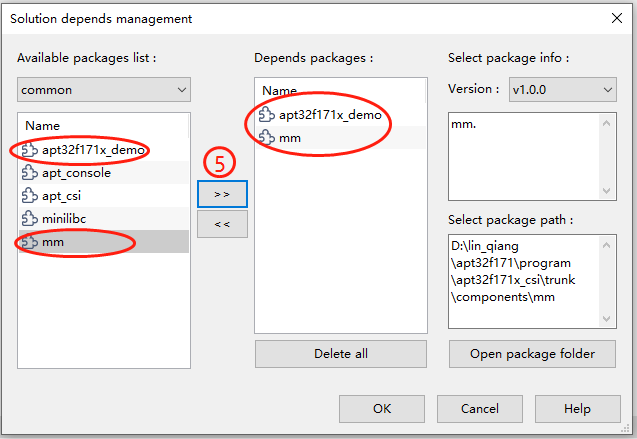 Solution depends management
Available packages list :
common
Name
apt32f171x_demo
apt_console
apt_csi
minilibc
mm
5
>>
<<
Depends packages :
Name
apt32f171x_demo
mm
Delete all
Select package info :
Version :
v1.0.0
mm.
Select package path :
D:\lin_qiang
\apt32f171\program
\apt32f171x_csi\trunk
\components\mm
Open package folder
OK
Cancel
Help